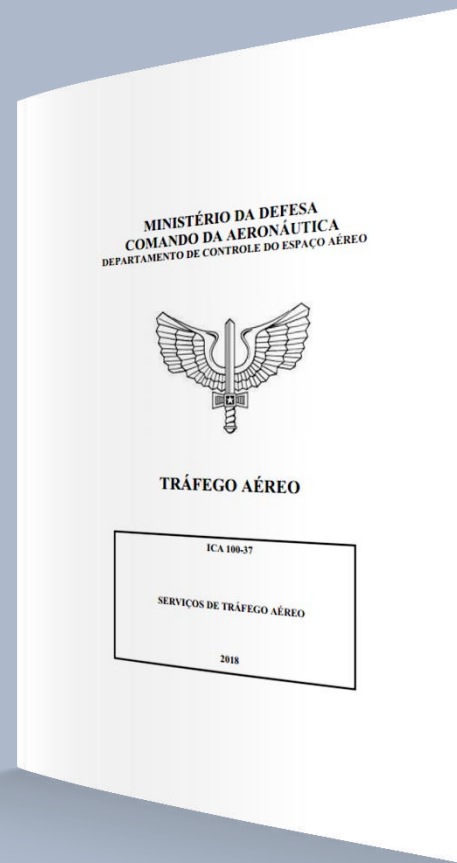 MINISTÉRIO DA DEFESA
COMANDO DA AERONÁUTICA
DEPARTAMENTO DE CONTROLE DO ESPAÇO AÉREO
TRÁFEGO AÉREO
ICA 100-37
SERVIÇOS DE TRÁFEGO AÉREO
2018